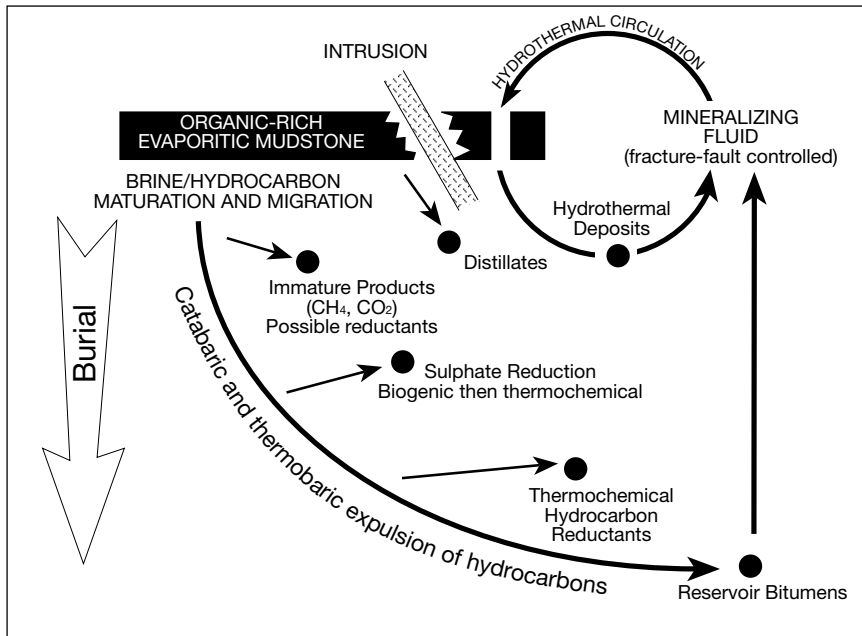 INTRUSION
HYDROTHERMAL CIRCULATION
ORGANIC-RICH
EVAPORITIC MUDSTONE
MINERALIZING
FLUID
(fracture-fault controlled)
BRINE/HYDROCARBON
MATURATION AND MIGRATION
Hydrothermal
Deposits
Distillates
Immature Products
(CH₄, CO₂)
Possible reductants
Burial
Sulphate Reduction
Biogenic then thermochemical
Catabaric and thermobaric expulsion of hydrocarbons
Thermochemical
Hydrocarbon
Reductants
Reservoir Bitumens